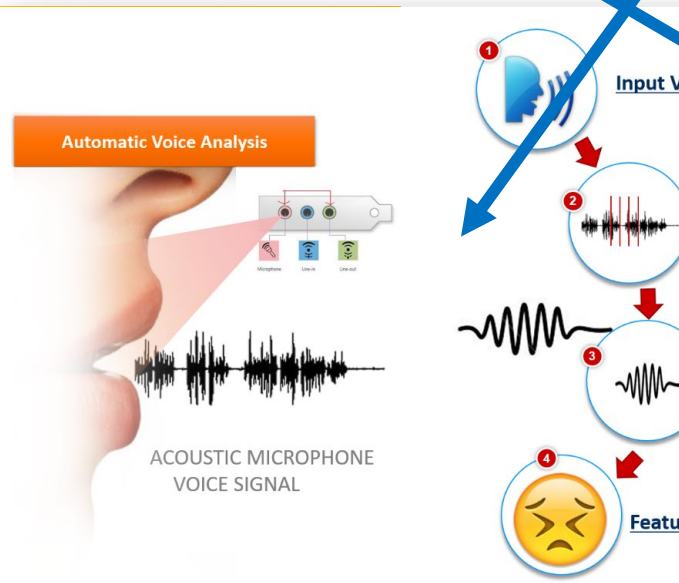 Automatic Voice Analysis
Microphone
Line-in
Line-out
ACOUSTIC MICROPHONE
VOICE SIGNAL
1
Input V
2
3
4
Featu